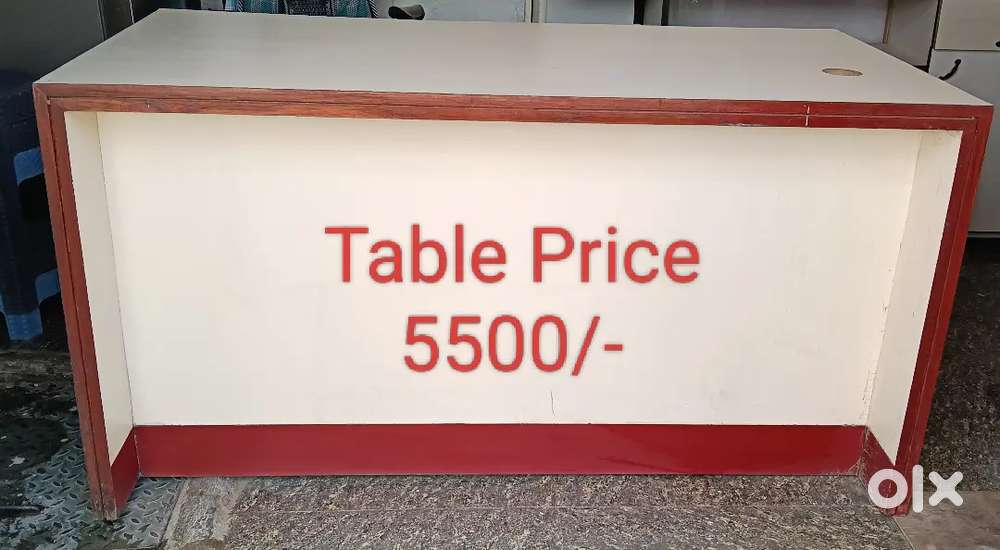 Table Price
5500/-
olx